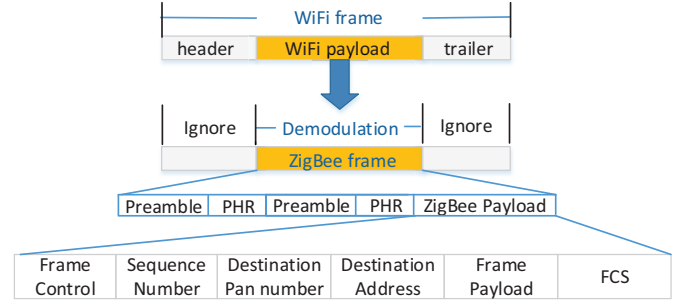 WiFi frame
header WiFi payload trailer
Ignore Demodulation Ignore
ZigBee frame
Preamble PHR Preamble PHR ZigBee Payload
Frame Sequence Destination Destination Frame FCS
Control Number Pan number Address Payload